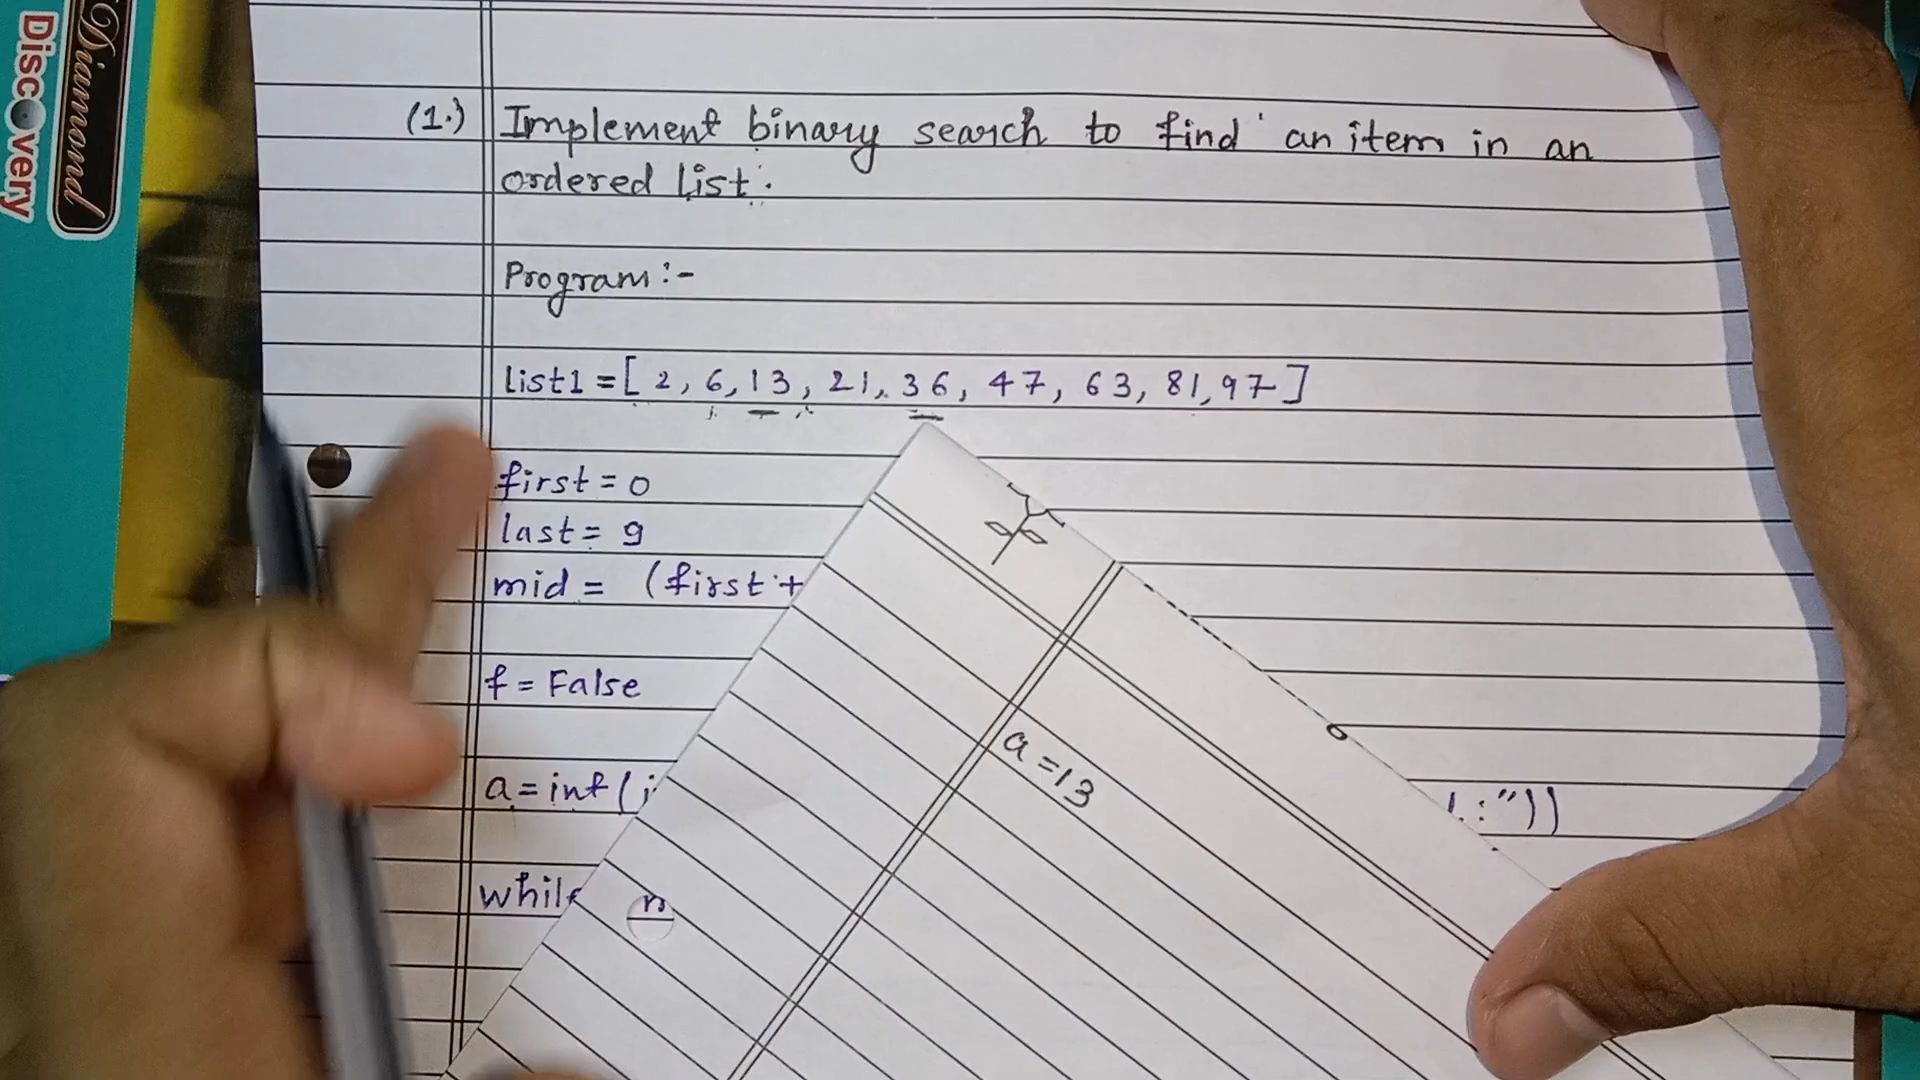 Diamond
Discovery
(1.) Implement binary search to find an item in an
ordered list.
Program:-
list1 = [ 2, 6, 13, 21, 36, 47, 63, 81, 97 ]
first = 0
last = 9
mid = (first +
f = False
a = int(i
:"))
while
a = 13
n